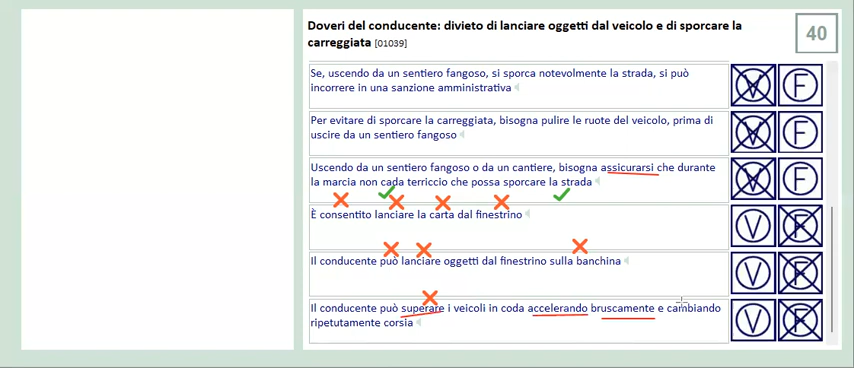 Doveri del conducente: divieto di lanciare oggetti dal veicolo e di sporcare la
carreggiata [01039]
40
Se, uscendo da un sentiero fangoso, si sporca notevolmente la strada, si può
incorrere in una sanzione amministrativa
V F
Per evitare di sporcare la carreggiata, bisogna pulire le ruote del veicolo, prima di
uscire da un sentiero fangoso
V F
Uscendo da un sentiero fangoso o da un cantiere, bisogna assicurarsi che durante
la marcia non cada terriccio che possa sporcare la strada
V F
È consentito lanciare la carta dal finestrino
V F
Il conducente può lanciare oggetti dal finestrino sulla banchina
V F
Il conducente può superare i veicoli in coda accelerando bruscamente e cambiando
ripetutamente corsia
V F